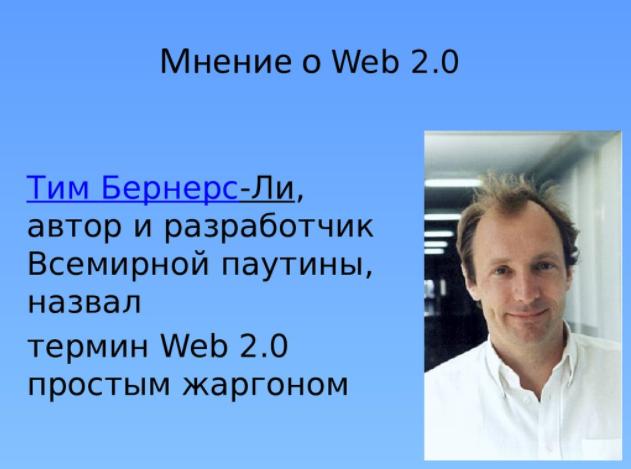 Мнение о Web 2.0
Тим Бернерс-Ли,
автор и разработчик
Всемирной паутины,
назвал
термин Web 2.0
простым жаргоном